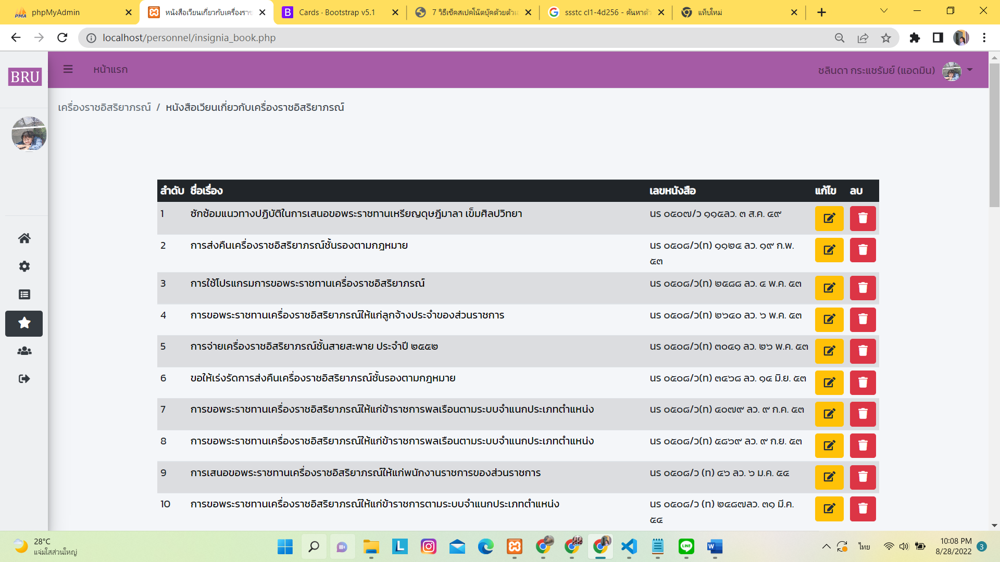 phpMyAdmin
หนังสือเวียนเกี่ยวกับเครื่องราช
Cards · Bootstrap v5.1
7 วิธีเช็คสเปคโน๊ตบุ๊คด้วยตัวเอ
ssstc cl1-4d256 - ค้นหาด้ว
แท็บใหม่
localhost/personnel/insignia_book.php
BRU
หน้าแรก
ชลินดา กระแชรัมย์ (แอดมิน)
เครื่องราชอิสริยาภรณ์ / หนังสือเวียนเกี่ยวกับเครื่องราชอิสริยาภรณ์
ลำดับ ชื่อเรื่อง เลขหนังสือ แก้ไข ลบ
1 ซักซ้อมแนวทางปฏิบัติในการเสนอขอพระราชทานเหรียญดุษฎีมาลา เข็มศิลปวิทยา นร ๐๕๐๗/ว ๑๑๕ลว. ๓ ส.ค. ๔๙
2 การส่งคืนเครื่องราชอิสริยาภรณ์ชั้นรองตามกฎหมาย นร ๐๕๐๘/ว(ท) ๑๑๒๔ ลว. ๑๙ ก.พ.
๕๓
3 การใช้โปรแกรมการขอพระราชทานเครื่องราชอิสริยาภรณ์ นร ๐๕๐๘/ว(ท) ๒๕๘๘ ลว. ๔ พ.ค. ๕๓
4 การขอพระราชทานเครื่องราชอิสริยาภรณ์ให้แก่ลูกจ้างประจำของส่วนราชการ นร ๐๕๐๘/ว(ท) ๒๖๔๐ ลว. ๖ พ.ค. ๕๓
5 การจ่ายเครื่องราชอิสริยาภรณ์ชั้นสายสะพาย ประจำปี ๒๕๕๒ นร ๐๕๐๘/ว(ท) ๓๐๔๑ ลว. ๒๖ พ.ค. ๕๓
6 ขอให้เร่งรัดการส่งคืนเครื่องราชอิสริยาภรณ์ชั้นรองตามกฎหมาย นร ๐๕๐๘/ว(ท) ๓๔๖๘ ลว. ๑๔ มิ.ย. ๕๓
7 การขอพระราชทานเครื่องราชอิสริยาภรณ์ให้แก่ข้าราชการพลเรือนตามระบบจำแนกประเภทตำแหน่ง นร ๐๕๐๘/ว(ท) ๔๐๗๙ ลว. ๙ ก.ค. ๕๓
8 การขอพระราชทานเครื่องราชอิสริยาภรณ์ให้แก่ข้าราชการพลเรือนตามระบบจำแนกประเภทตำแหน่ง นร ๐๕๐๘/ว(ท) ๕๘๖๙ ลว. ๙ ก.ย. ๕๓
9 การเสนอขอพระราชทานเครื่องราชอิสริยาภรณ์ให้แก่พนักงานราชการของส่วนราชการ นร ๐๕๐๘/ว (ท) ๔๖ ลว. ๖ ม.ค. ๕๔
10 การขอพระราชทานเครื่องราชอิสริยาภรณ์ให้แก่ข้าราชการตามระบบจำแนกประเภทตำแหน่ง นร ๐๕๐๘/ว (ท) ๒๔๘๗ลว. ๓๑ มี.ค.
๕๔
28°C
แจ่มใสส่วนใหญ่
ไทย
10:08 PM
8/28/2022
3